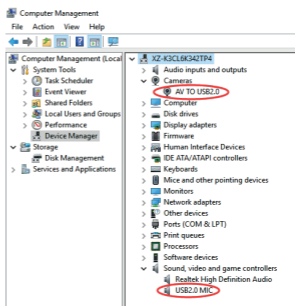 Computer Management
File Action View Help
Computer Management (Local
System Tools
Task Scheduler
Event Viewer
Shared Folders
Local Users and Groups
Performance
Device Manager
Storage
Disk Management
Services and Applications
XZ-K3CL6K342TP4
Audio inputs and outputs
Cameras
AV TO USB2.0
Computer
Disk drives
Display adapters
Firmware
Human Interface Devices
IDE ATA/ATAPI controllers
Keyboards
Mice and other pointing devices
Monitors
Network adapters
Other devices
Ports (COM & LPT)
Print queues
Processors
Software devices
Sound, video and game controllers
Realtek High Definition Audio
USB2.0 MIC